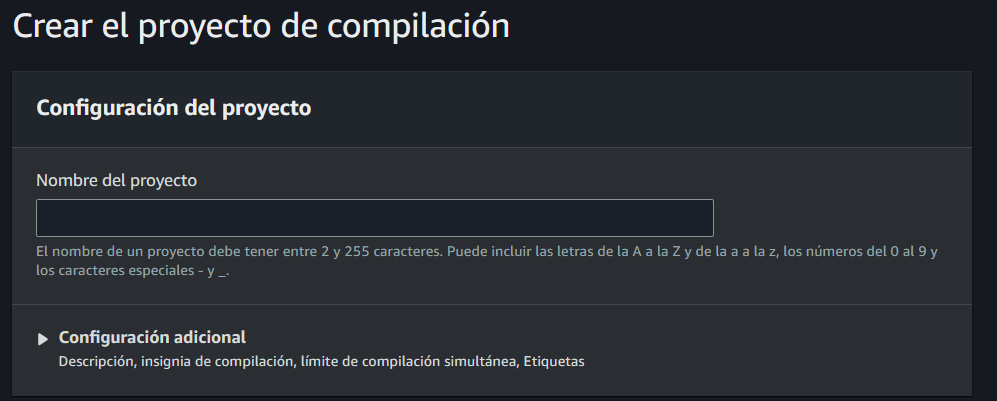 Crear el proyecto de compilación
Configuración del proyecto
Nombre del proyecto
El nombre de un proyecto debe tener entre 2 y 255 caracteres. Puede incluir las letras de la A a la Z y de la a a la z, los números del 0 al 9 y
los caracteres especiales - y _.
Configuración adicional
Descripción, insignia de compilación, límite de compilación simultánea, Etiquetas